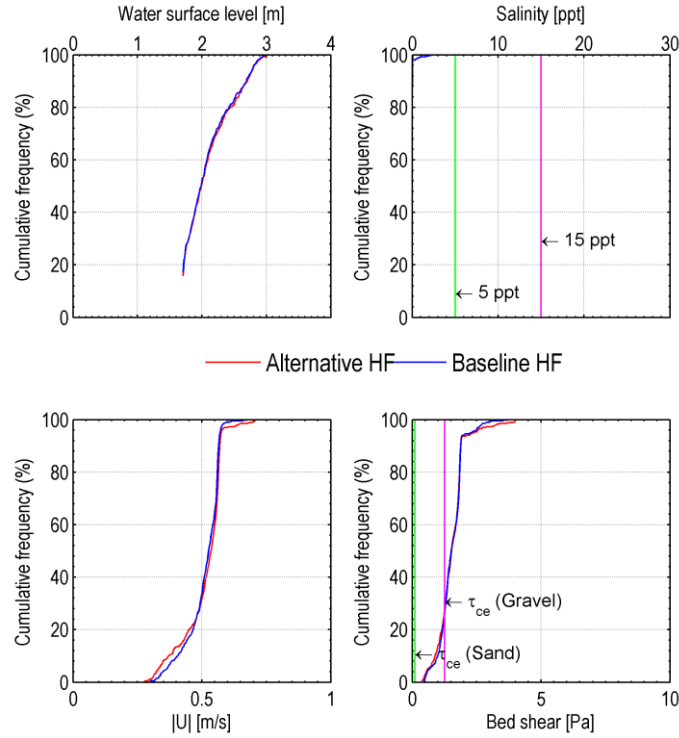 Water surface level [m]
0 1 2 3 4
Cumulative frequency (%)
100
80
60
40
20
0
Salinity [ppt]
0 10 20 30
Cumulative frequency (%)
100
80
60
40
20
0
← 15 ppt
← 5 ppt
Alternative HF
Baseline HF
Cumulative frequency (%)
100
80
60
40
20
0
0 0.5 1
|U| [m/s]
Cumulative frequency (%)
100
80
60
40
20
0
← τce (Gravel)
← τce (Sand)
0 5 10
Bed shear [Pa]